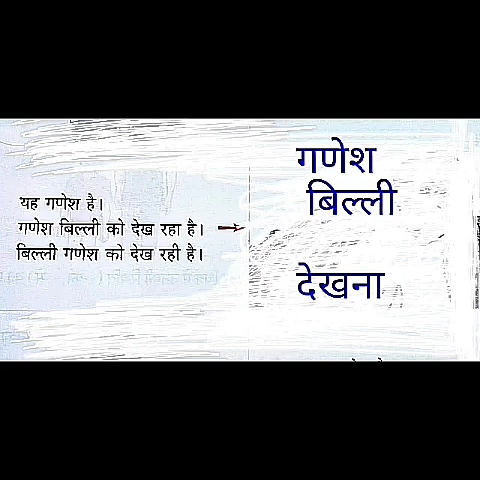 यह गणेश है।
गणेश बिल्ली को देख रहा है।
बिल्ली गणेश को देख रही है।
गणेश
बिल्ली
देखना